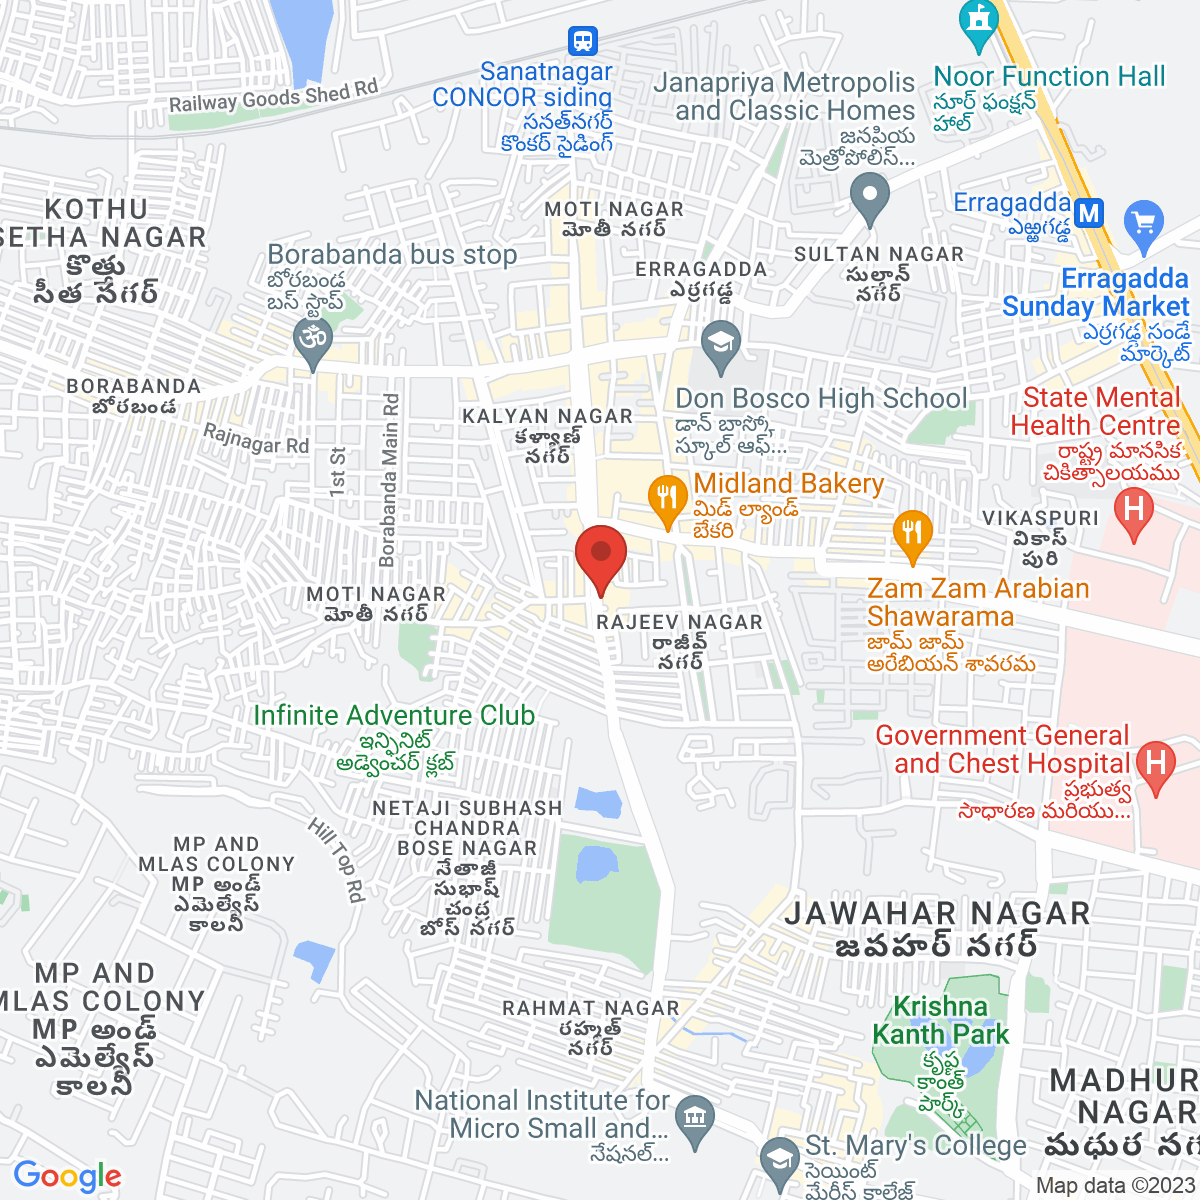 Railway Goods Shed Rd
Sanatnagar
CONCOR siding
సనత్‌నగర్
కొంకర్ సైడింగ్
Janapriya Metropolis
and Classic Homes
జనపియ
మెత్రోపోలిస్...
Noor Function Hall
నూర్ ఫంక్షన్
హాల్
KOTHU
SETHA NAGAR
కొత్తు
సీత నగర్
Borabanda bus stop
బోరబండ
బస్ స్టాప్
MOTI NAGAR
మోతీ నగర్
ERRAGADDA
ఎర్రగడ్డ
SULTAN NAGAR
సుల్తాన్
నగర్
Erragadda
ఎఱ్ఱగడ్డ
M
Erragadda
Sunday Market
ఎర్రగడ్డ సండే
మార్కెట్
BORABANDA
బోరబండ
Rajnagar Rd
1st St
Borabanda Main Rd
KALYAN NAGAR
కళ్యాణ్
నగర్
Don Bosco High School
డాన్ బాస్కో
స్కూల్ ఆఫ్...
State Mental
Health Centre
రాష్ట్ర మానసిక
చికిత్సాలయము
H
Midland Bakery
మిడ్ ల్యాండ్
బేకరి
VIKASPURI
వికాస్
పురి
MOTI NAGAR
మోతీ నగర్
RAJEEV NAGAR
రాజీవ్
నగర్
Zam Zam Arabian
Shawarama
జామ్ జామ్
అరేబియన్ శావరమ
Infinite Adventure Club
ఇన్ఫినిట్
అడ్వెంచర్ క్లబ్
Government General
and Chest Hospital
ప్రభుత్వ
సాధారణ మరియు...
H
NETAJI SUBHASH
CHANDRA
BOSE NAGAR
నేతాజీ
సుభాష్
చంద్ర
బోస్ నగర్
Hill Top Rd
MP AND
MLAS COLONY
MP అండ్
ఎమెల్యేస్
కాలనీ
JAWAHAR NAGAR
జవహర్ నగర్
MP AND
MLAS COLONY
MP అండ్
ఎమెల్యేస్
కాలనీ
RAHMAT NAGAR
రహ్మత్
నగర్
Krishna
Kanth Park
కృష్ణ
కాంత్
పార్క్
MADHUR
NAGAR
మధుర నగ
National Institute for
Micro Small and...
నేషనల్...
St. Mary's College
సెయింట్
మేరీస్ కాలేజ్
Google
Map data ©2023